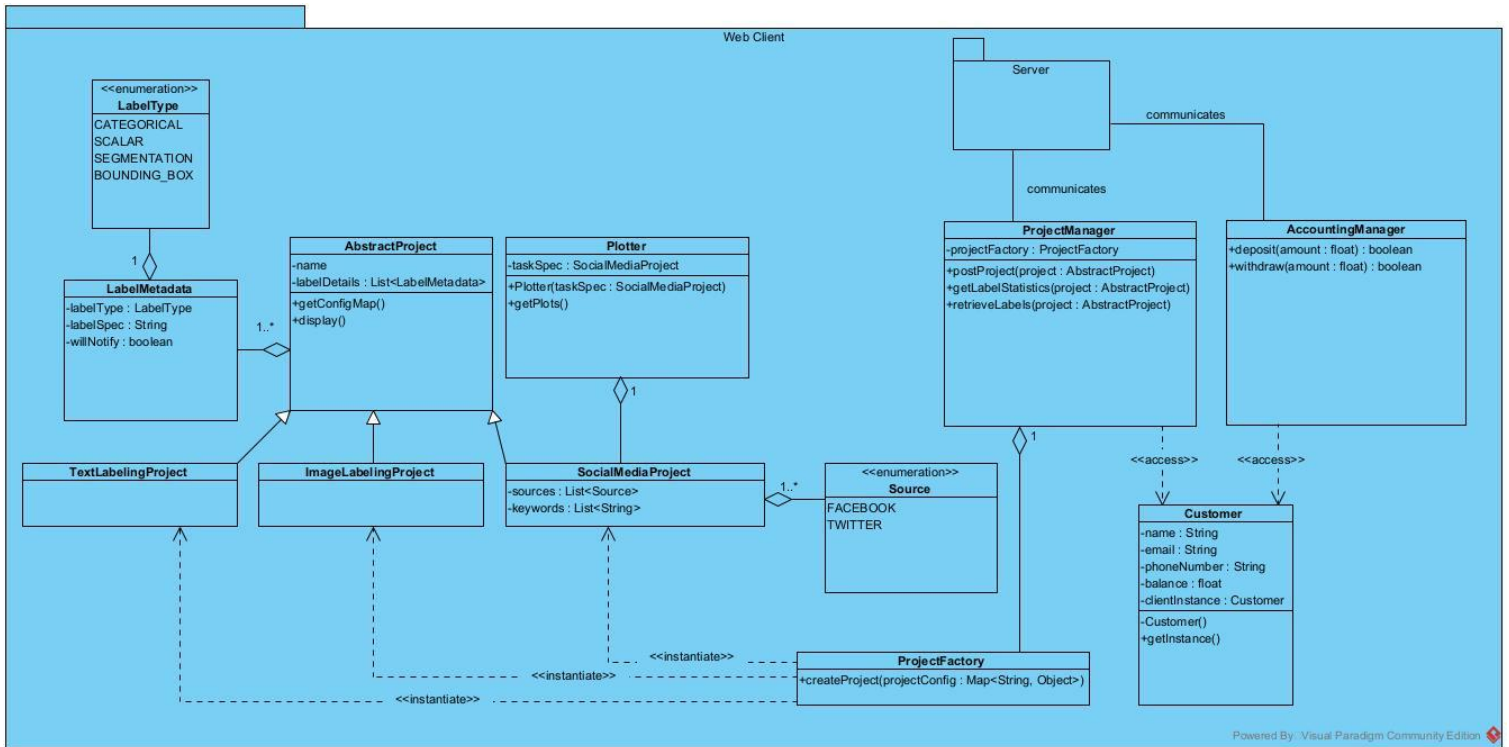 Web Client
Server
communicates
communicates
<<enumeration>>
LabelType
CATEGORICAL
SCALAR
SEGMENTATION
BOUNDING_BOX
1
LabelMetadata
-labelType : LabelType
-labelSpec : String
-willNotify : boolean
1..*
AbstractProject
-name
-labelDetails : List<LabelMetadata>
+getConfigMap()
+display()
Plotter
-taskSpec : SocialMediaProject
+Plotter(taskSpec : SocialMediaProject)
+getPlots()
1
ProjectManager
-projectFactory : ProjectFactory
+postProject(project : AbstractProject)
+getLabelStatistics(project : AbstractProject)
+retrieveLabels(project : AbstractProject)
1
AccountingManager
+deposit(amount : float) : boolean
+withdraw(amount : float) : boolean
<<access>>
<<access>>
TextLabelingProject
ImageLabelingProject
SocialMediaProject
-sources : List<Source>
-keywords : List<String>
1..*
<<enumeration>>
Source
FACEBOOK
TWITTER
Customer
-name : String
-email : String
-phoneNumber : String
-balance : float
-clientInstance : Customer
-Customer()
+getInstance()
<<instantiate>>
<<instantiate>>
<<instantiate>>
ProjectFactory
+createProject(projectConfig : Map<String, Object>)
Powered By: Visual Paradigm Community Edition